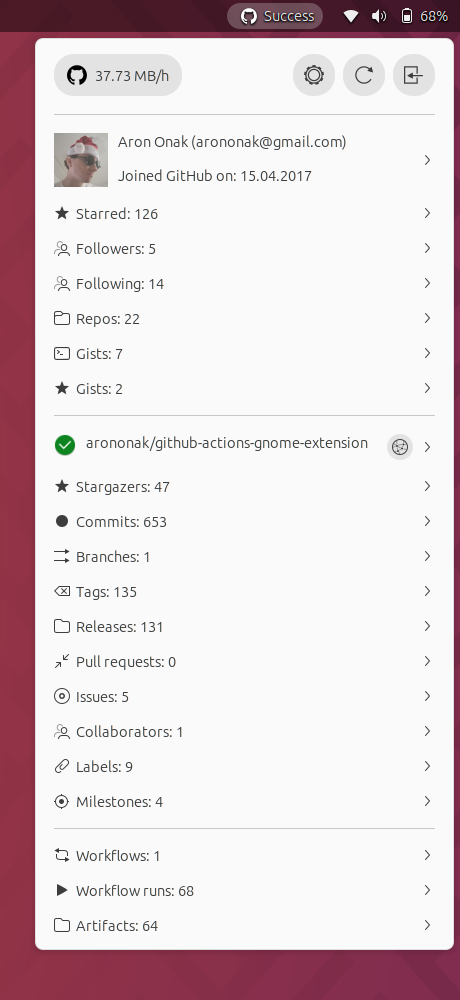 Success
68%
37.73 MB/h
Aron Onak (arononak@gmail.com)
Joined GitHub on: 15.04.2017
Starred: 126
Followers: 5
Following: 14
Repos: 22
Gists: 7
Gists: 2
arononak/github-actions-gnome-extension
Stargazers: 47
Commits: 653
Branches: 1
Tags: 135
Releases: 131
Pull requests: 0
Issues: 5
Collaborators: 1
Labels: 9
Milestones: 4
Workflows: 1
Workflow runs: 68
Artifacts: 64